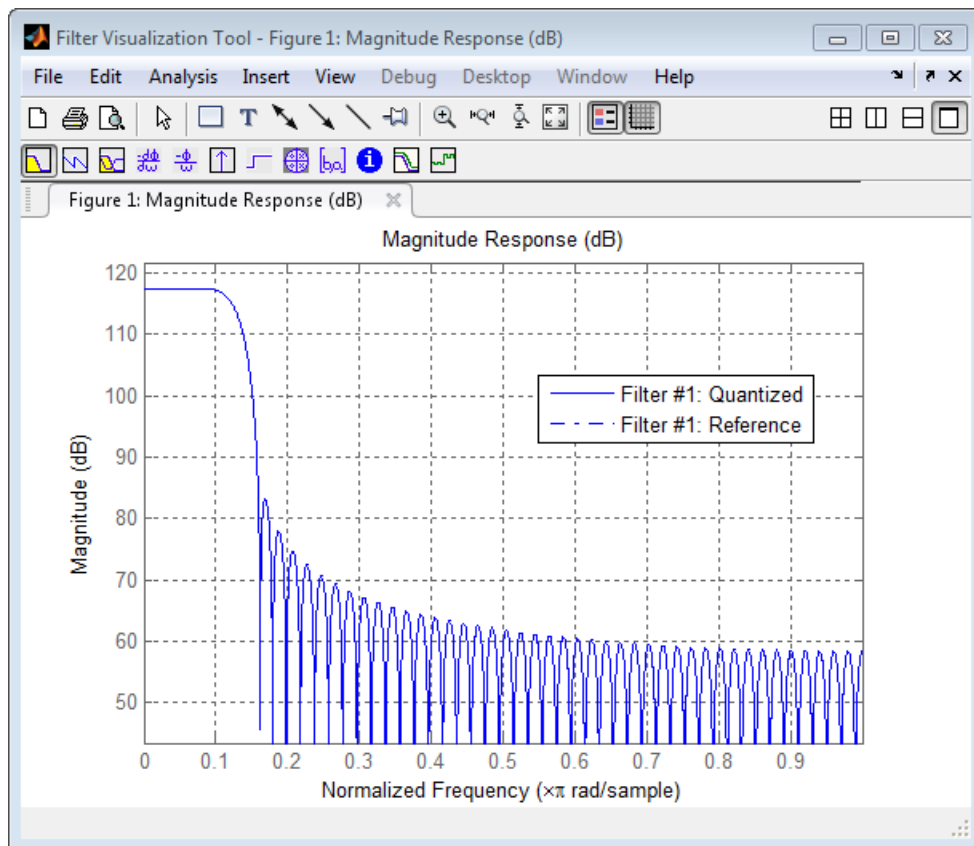 Filter Visualization Tool - Figure 1: Magnitude Response (dB)
File Edit Analysis Insert View Debug Desktop Window Help
Figure 1: Magnitude Response (dB)
Magnitude Response (dB)
120
110
100
90
80
70
60
50
Magnitude (dB)
Filter #1: Quantized
Filter #1: Reference
0 0.1 0.2 0.3 0.4 0.5 0.6 0.7 0.8 0.9
Normalized Frequency (×π rad/sample)